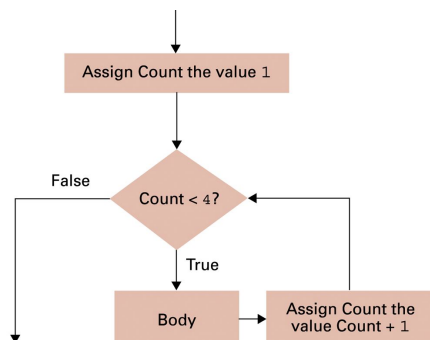 Assign Count the value 1
False
Count < 4?
True
Body
Assign Count the
value Count + 1